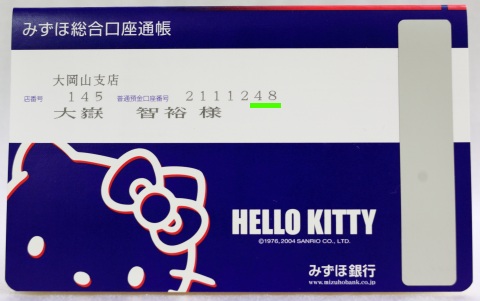 みずほ総合口座通帳
大岡山支店
店番号 145 普通預金口座番号 2111248
大嶽 智裕 様
HELLO KITTY
©1976, 2004 SANRIO CO., LTD.
みずほ銀行
www.mizuhobank.co.jp